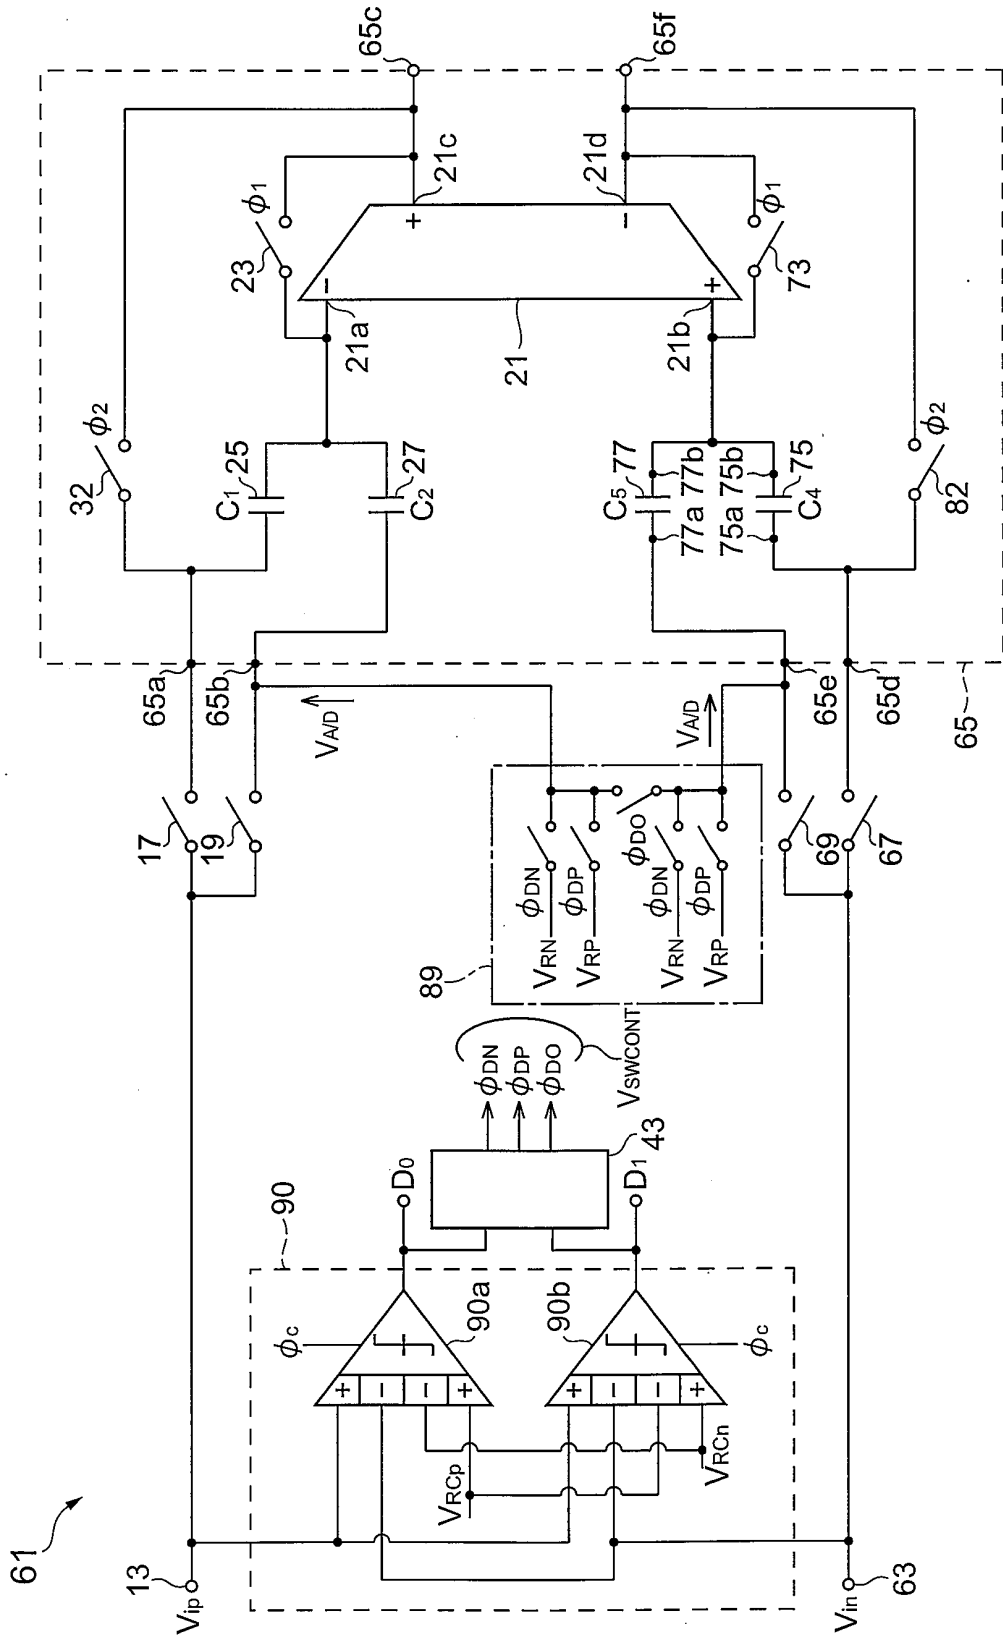 61
13
Vip
17
19
65a
65b
32
ϕ2
C1
25
C2
27
23
ϕ1
65c
21a
21c
−
+
21
21b
21d
+
−
65f
VA/D
VA/D
C5
77
77a
77b
75a
75b
C4
75
73
ϕ1
82
ϕ2
65e
65d
65
69
67
89
ϕDN
VRN
ϕDP
VRP
ϕDO
ϕDN
VRN
ϕDP
VRP
ϕDN
ϕDP
ϕDO
VSWCONT
43
D0
D1
90
ϕc
90a
+
−
−
+
VRCp
90b
ϕc
+
−
−
+
VRCn
Vin
63